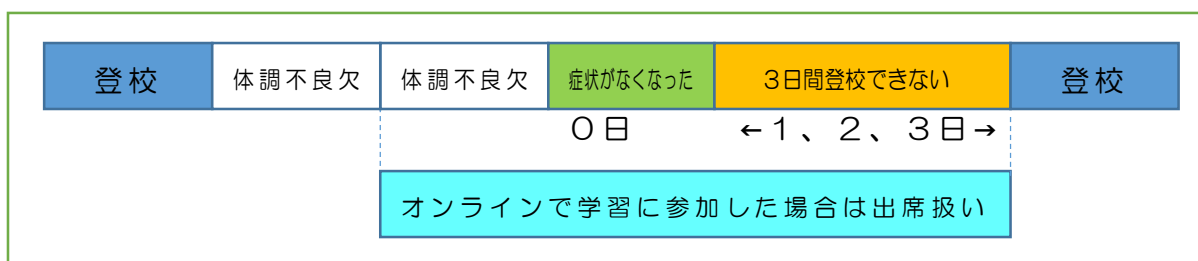 登校 体調不良欠 体調不良欠 症状がなくなった ３日間登校できない 登校
０日 ←１、２、３日→
オンラインで学習に参加した場合は出席扱い